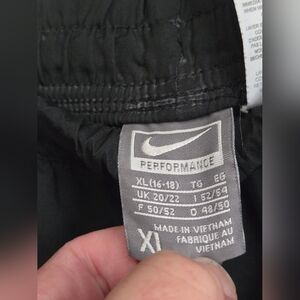 PERFORMANCE
XL(16-18) TG EG
UK 20/22 I 52/54
F 50/52 D 48/50
MADE IN VIETNAM
XL FABRIQUE AU
VIETNAM